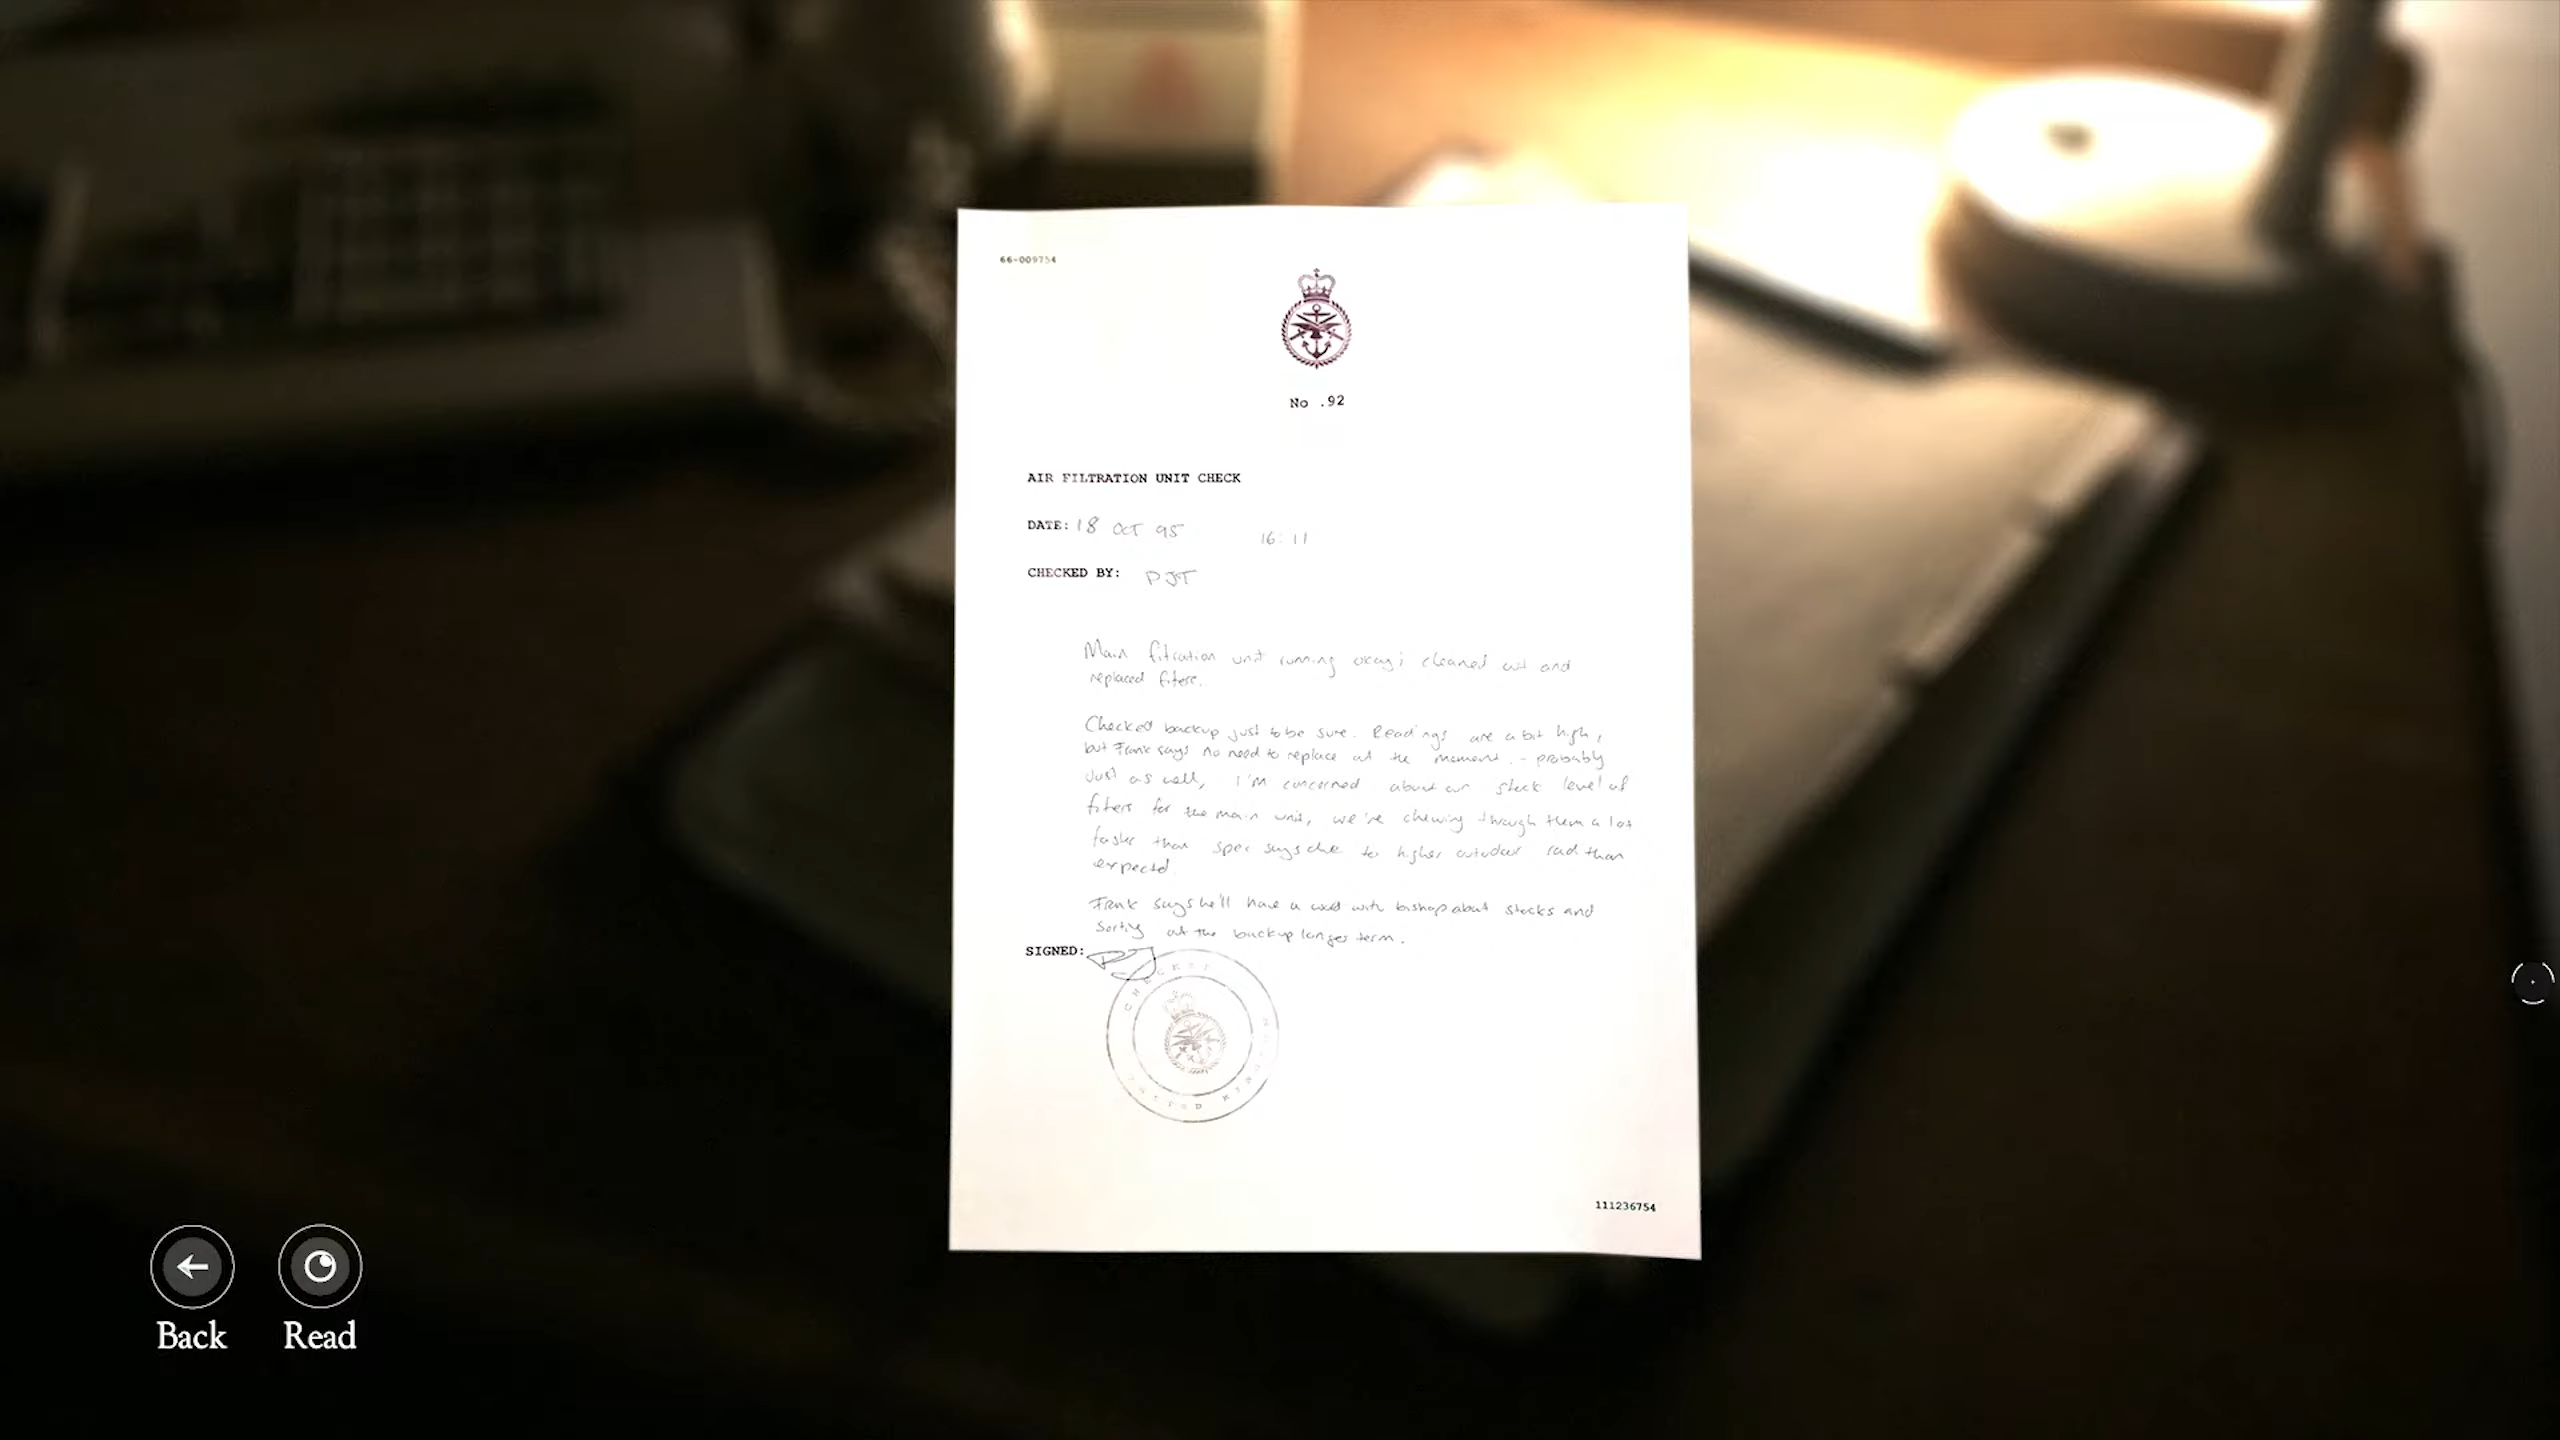 66-009754
No .92
AIR FILTRATION UNIT CHECK
DATE: 18 OCT 95 16:11
CHECKED BY: PJT
Main filtration unit running okay; cleaned out and
replaced filters.
Checked backup just to be sure. Readings are a bit high,
but Frank says no need to replace at the moment. - probably
just as well, I'm concerned about our stock level of
filters for the main unit, we're chewing through them a lot
faster than spec says due to higher outdoor rad than
expected.
Frank says he'll have a word with bishop about stocks and
sorting out the backup longer term.
SIGNED: PJT
CHECKED
UNITED KINGDOM
111236754
Back Read